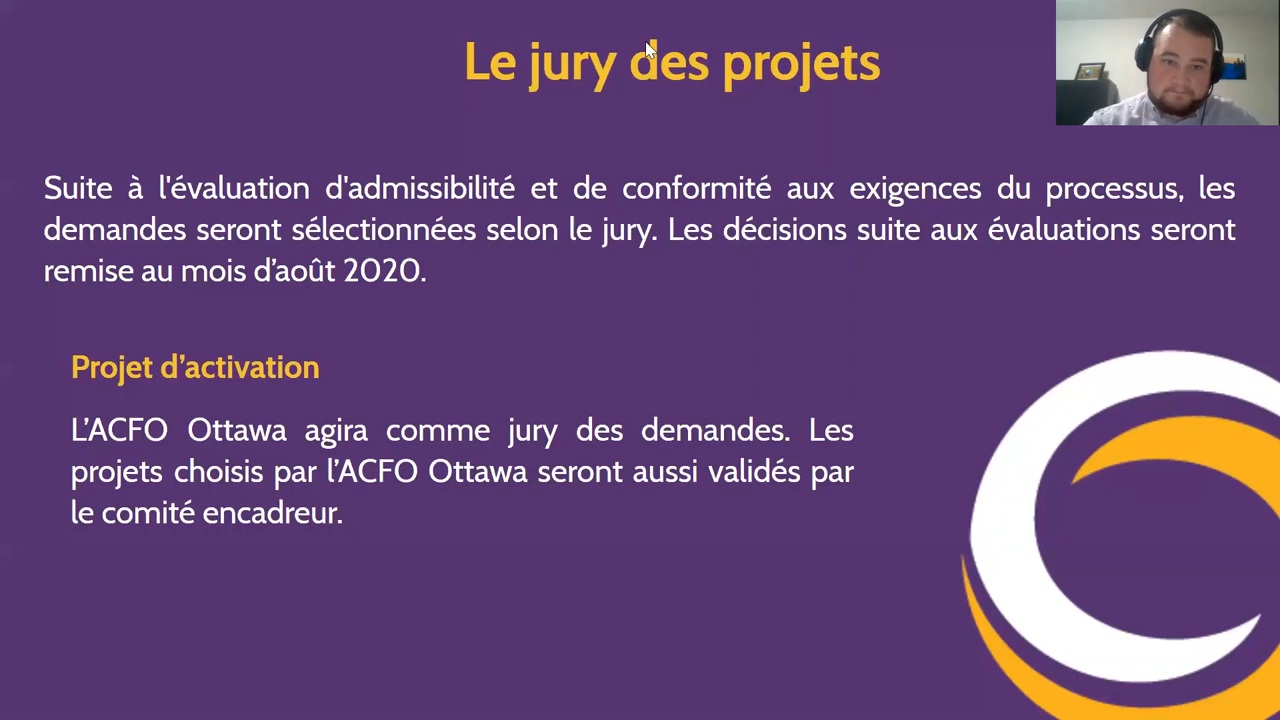 Le jury des projets
Suite à l'évaluation d'admissibilité et de conformité aux exigences du processus, les
demandes seront sélectionnées selon le jury. Les décisions suite aux évaluations seront
remise au mois d’août 2020.
Projet d’activation
L’ACFO Ottawa agira comme jury des demandes. Les
projets choisis par l’ACFO Ottawa seront aussi validés par
le comité encadreur.